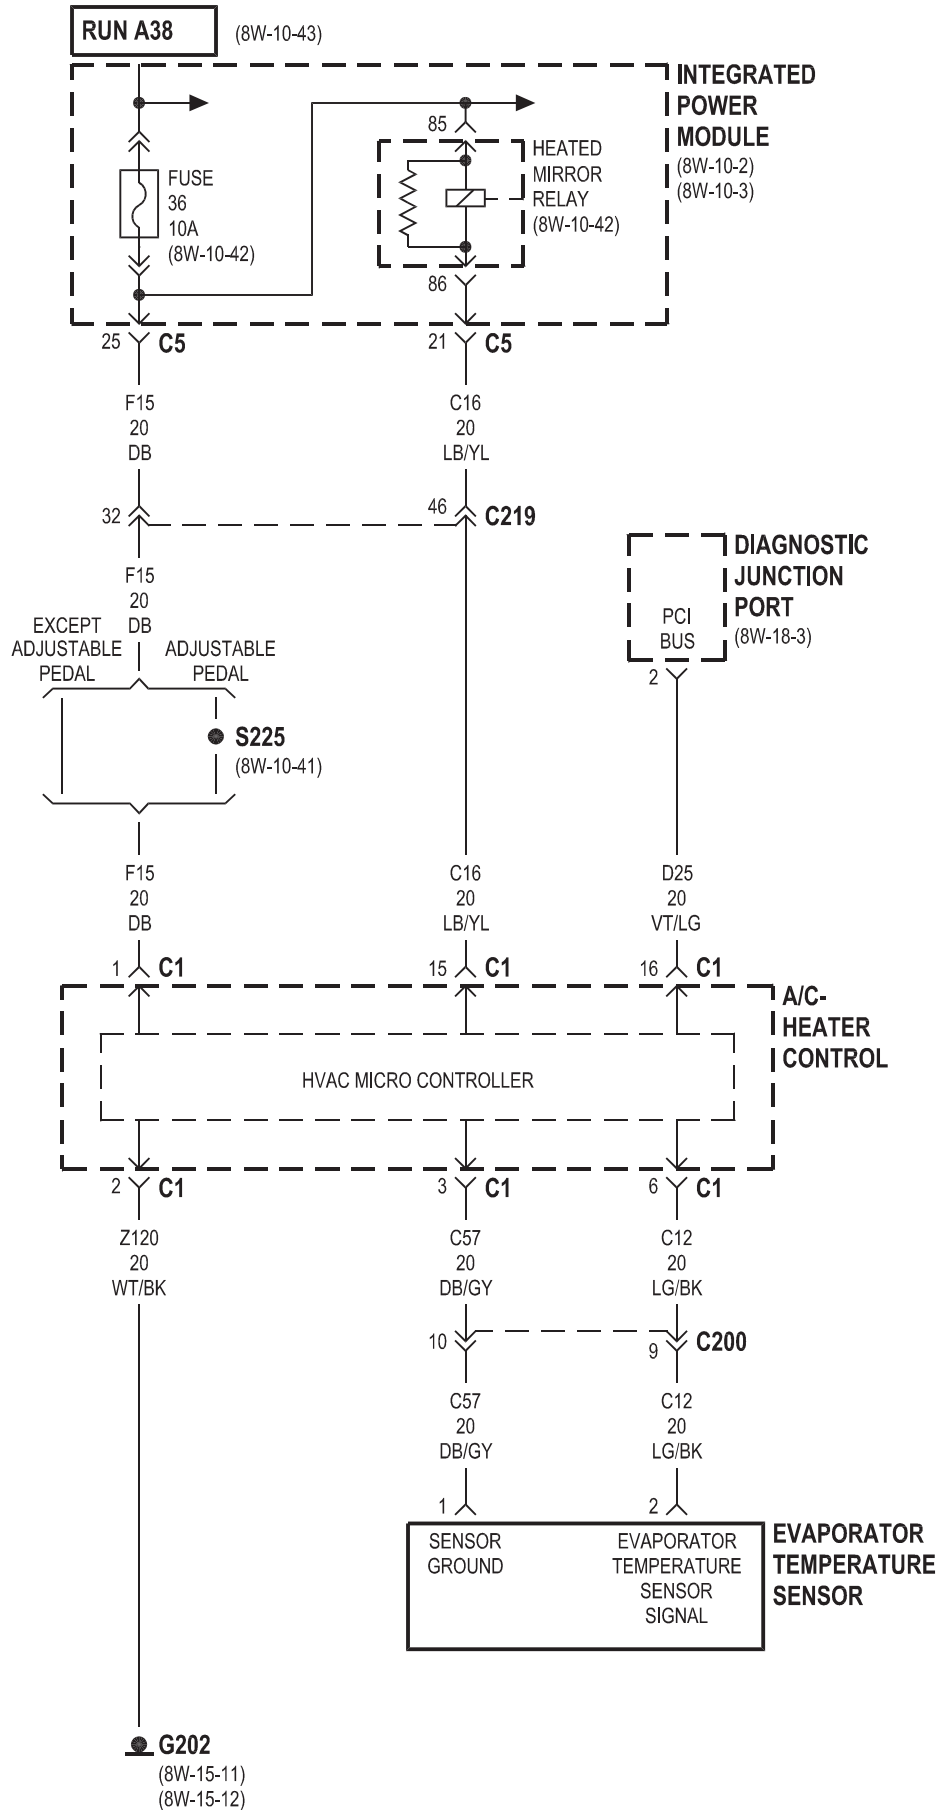 RUN A38
(8W-10-43)
INTEGRATED
POWER
MODULE
(8W-10-2)
(8W-10-3)
85
HEATED
MIRROR
RELAY
(8W-10-42)
FUSE
36
10A
(8W-10-42)
86
25
C5
21
C5
F15
20
DB
C16
20
LB/YL
32
46
C219
F15
20
DB
EXCEPT
ADJUSTABLE
PEDAL
ADJUSTABLE
PEDAL
DIAGNOSTIC
JUNCTION
PORT
(8W-18-3)
PCI
BUS
2
S225
(8W-10-41)
F15
20
DB
C16
20
LB/YL
D25
20
VT/LG
1
C1
15
C1
16
C1
A/C-
HEATER
CONTROL
HVAC MICRO CONTROLLER
2
C1
3
C1
6
C1
Z120
20
WT/BK
C57
20
DB/GY
C12
20
LG/BK
10
9
C200
C57
20
DB/GY
C12
20
LG/BK
1
2
SENSOR
GROUND
EVAPORATOR
TEMPERATURE
SENSOR
SIGNAL
EVAPORATOR
TEMPERATURE
SENSOR
G202
(8W-15-11)
(8W-15-12)